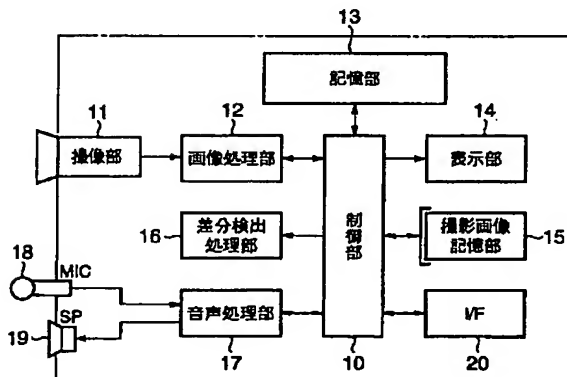 13
記憶部
11
12
14
撮像部
画像処理部
表示部
16
差分検出
処理部
制御部
撮影画像
記憶部
15
18
MIC
SP
19
音声処理部
I/F
17
10
20